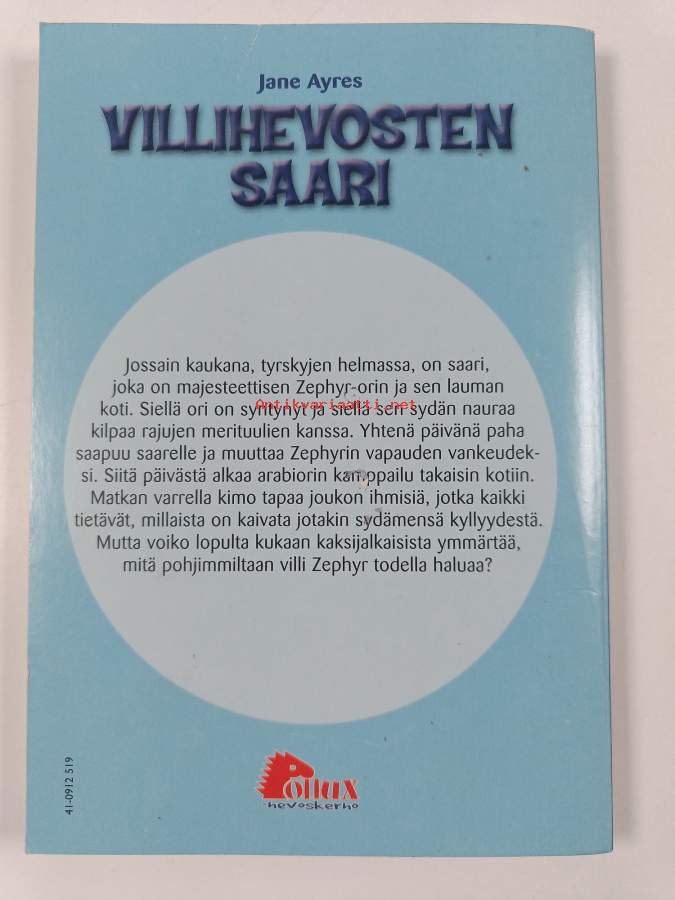 Jane Ayres
VILLIHEVOSTEN
SAARI
Jossain kaukana, tyrskyjen helmassa, on saari,
joka on majesteettisen Zephyr-orin ja sen lauman
koti. Siellä ori on syntynyt ja siellä sen sydän nauraa
Antikvariaatti.net
kilpaa rajujen merituulien kanssa. Yhtenä päivänä paha
saapuu saarelle ja muuttaa Zephyrin vapauden vankeudek-
si. Siitä päivästä alkaa arabiorin kamppailu takaisin kotiin.
Matkan varrella kimo tapaa joukon ihmisiä, jotka kaikki
tietävät, millaista on kaivata jotakin sydämensä kyllyydestä.
Mutta voiko lopulta kukaan kaksijalkaisista ymmärtää,
mitä pohjimmiltaan villi Zephyr todella haluaa?
Pollux
hevoskerho
41-0912 519